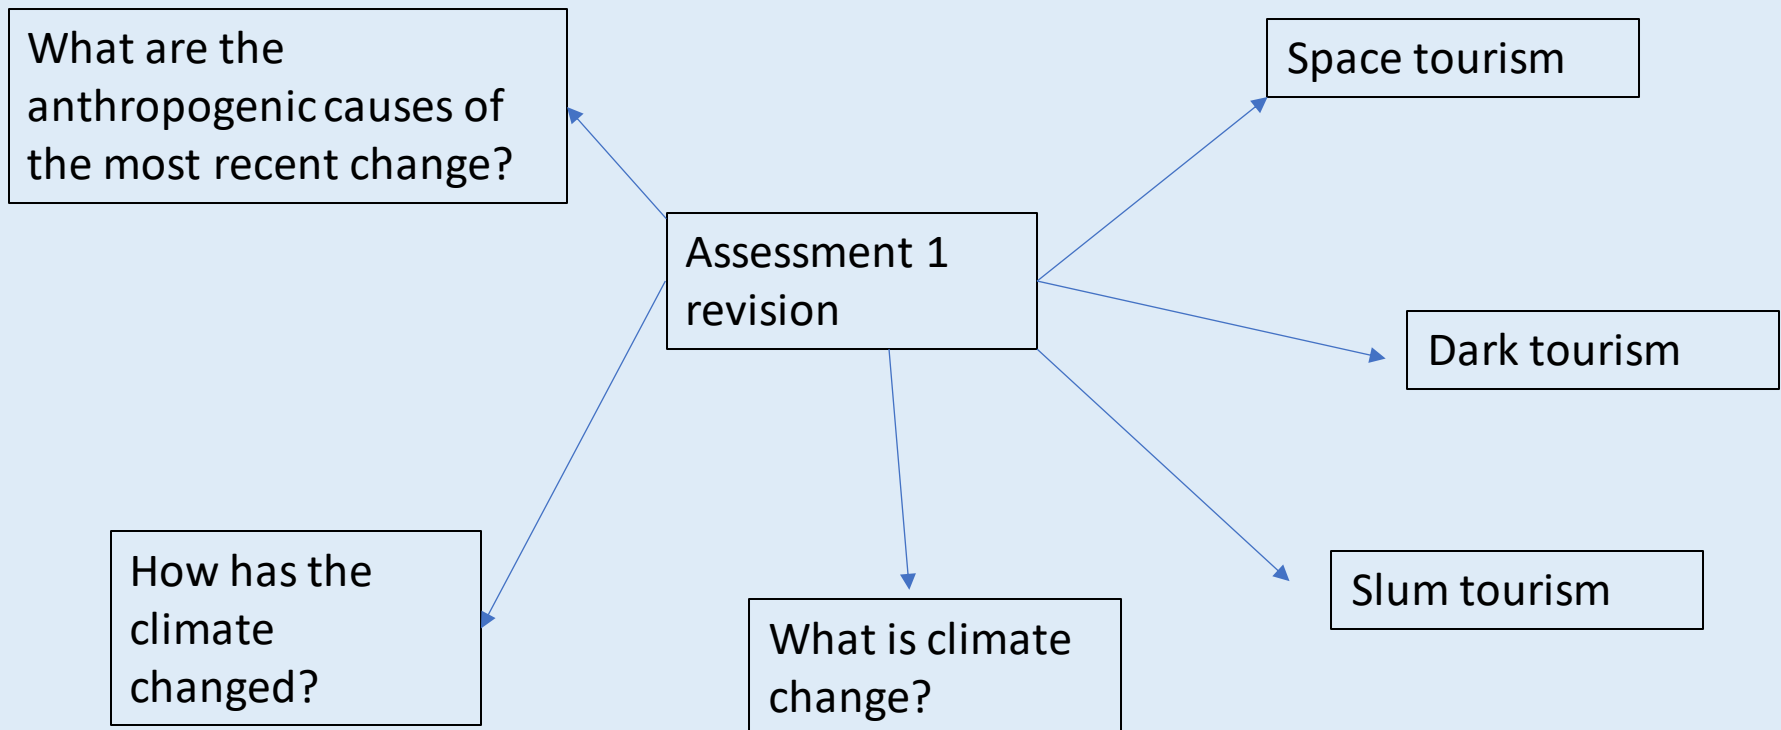 What are the
anthropogenic causes of
the most recent change?
Space tourism
Assessment 1
revision
Dark tourism
How has the
climate
changed?
What is climate
change?
Slum tourism